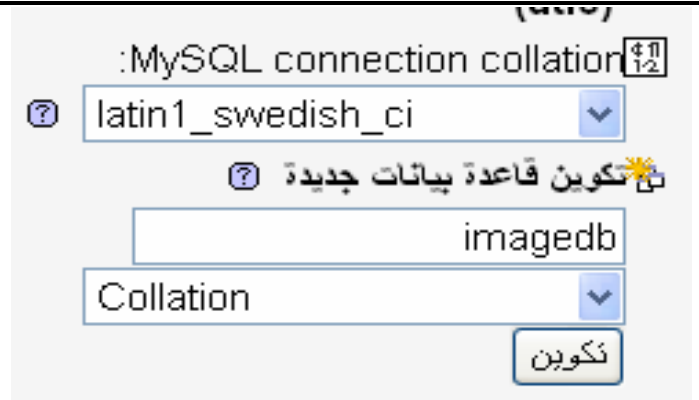 :MySQL connection collation
latin1_swedish_ci
تكوين قاعدة بيانات جديدة
imagedb
Collation
تكوين